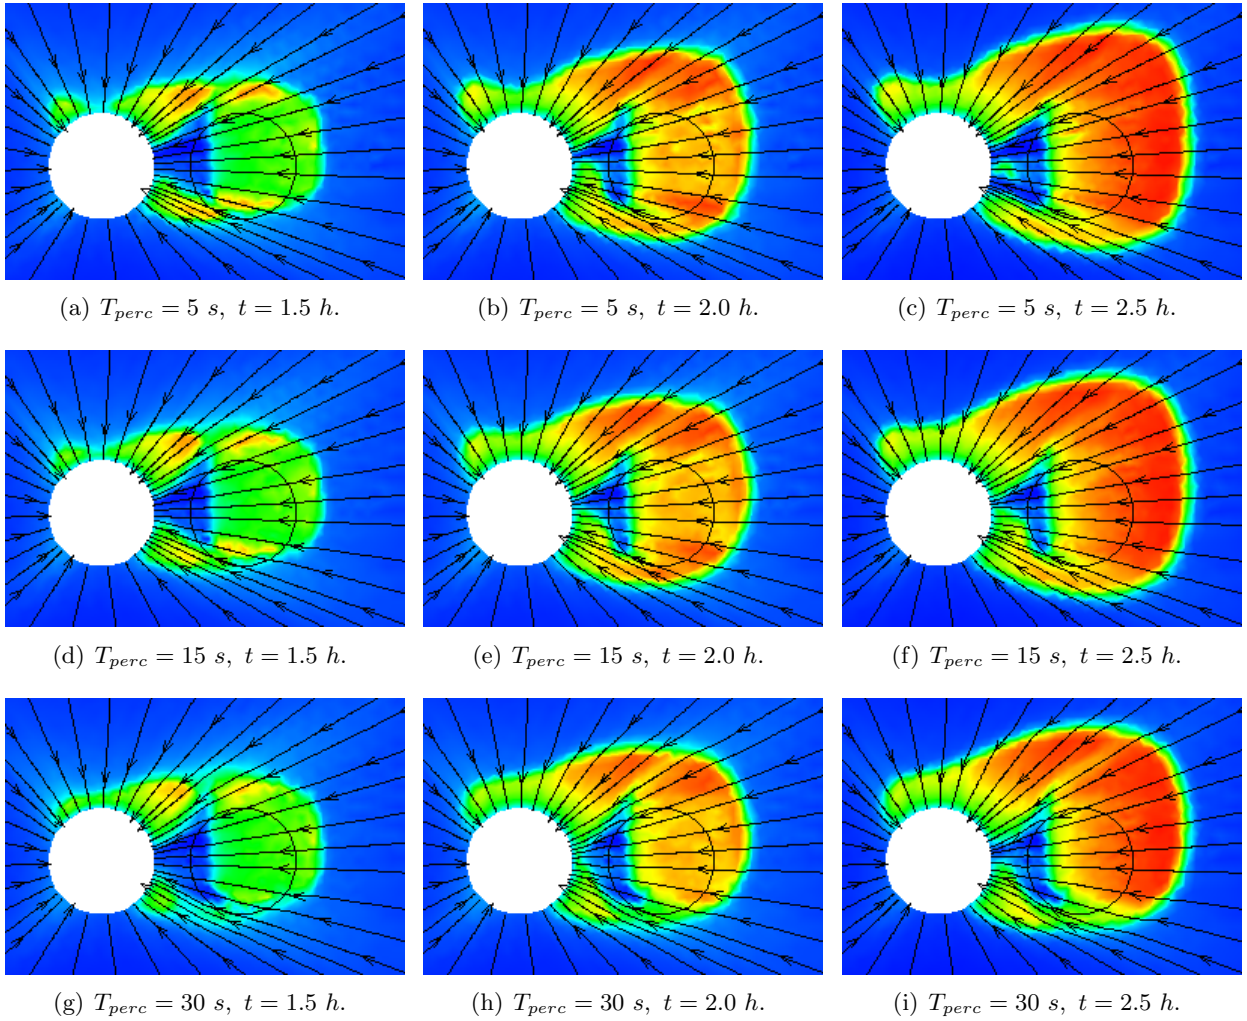 (a) T_perc = 5 s, t = 1.5 h.
(b) T_perc = 5 s, t = 2.0 h.
(c) T_perc = 5 s, t = 2.5 h.
(d) T_perc = 15 s, t = 1.5 h.
(e) T_perc = 15 s, t = 2.0 h.
(f) T_perc = 15 s, t = 2.5 h.
(g) T_perc = 30 s, t = 1.5 h.
(h) T_perc = 30 s, t = 2.0 h.
(i) T_perc = 30 s, t = 2.5 h.